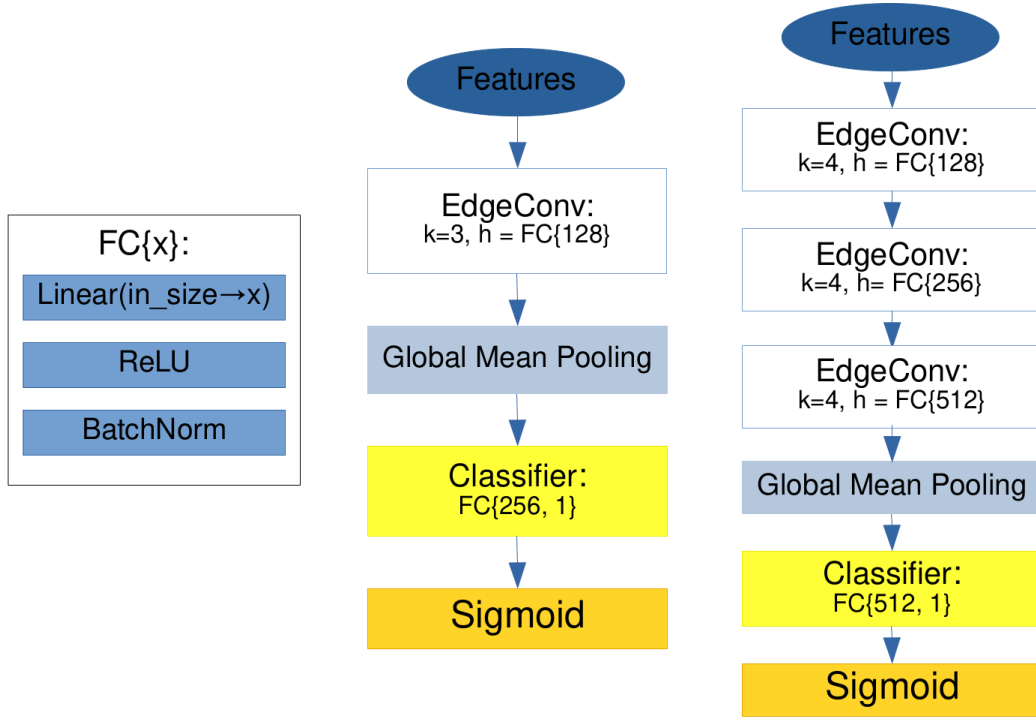 FC{x}:
Linear(in_size→x)
ReLU
BatchNorm
Features
EdgeConv:
k=3, h = FC{128}
Global Mean Pooling
Classifier:
FC{256, 1}
Sigmoid
Features
EdgeConv:
k=4, h = FC{128}
EdgeConv:
k=4, h= FC{256}
EdgeConv:
k=4, h = FC{512}
Global Mean Pooling
Classifier:
FC{512, 1}
Sigmoid